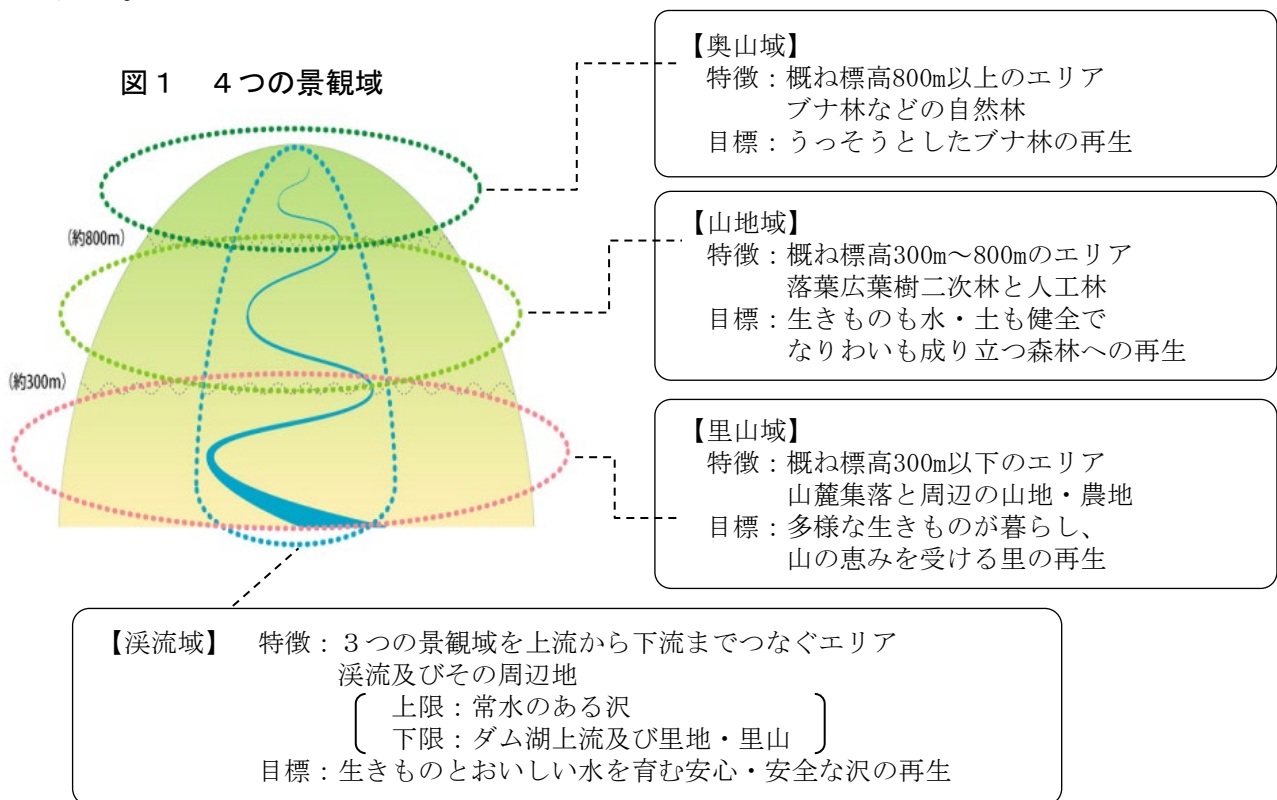 図1 4つの景観域
(約800m)
(約300m)
【奥山域】
特徴：概ね標高800m以上のエリア
ブナ林などの自然林
目標：うっそうとしたブナ林の再生
【山地域】
特徴：概ね標高300m～800mのエリア
落葉広葉樹二次林と人工林
目標：生きものも水・土も健全で
なりわいも成り立つ森林への再生
【里山域】
特徴：概ね標高300m以下のエリア
山麓集落と周辺の山地・農地
目標：多様な生きものが暮らし、
山の恵みを受ける里の再生
【渓流域】 特徴：３つの景観域を上流から下流までつなぐエリア
渓流及びその周辺地
上限：常水のある沢
下限：ダム湖上流及び里地・里山
目標：生きものとおいしい水を育む安心・安全な沢の再生